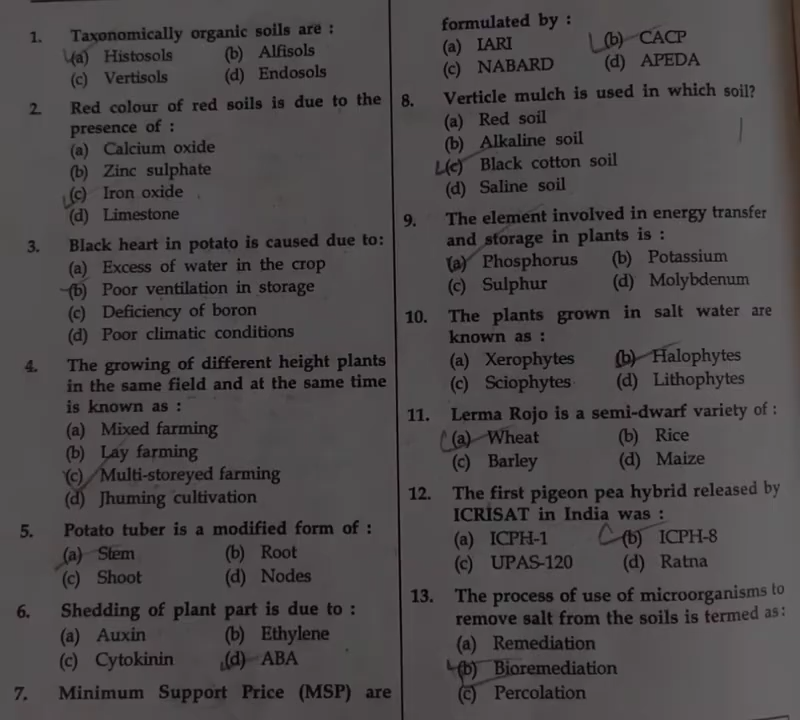 1. Taxonomically organic soils are :
(a) Histosols (b) Alfisols
(c) Vertisols (d) Endosols
2. Red colour of red soils is due to the
presence of :
(a) Calcium oxide
(b) Zinc sulphate
(c) Iron oxide
(d) Limestone
3. Black heart in potato is caused due to:
(a) Excess of water in the crop
(b) Poor ventilation in storage
(c) Deficiency of boron
(d) Poor climatic conditions
4. The growing of different height plants
in the same field and at the same time
is known as :
(a) Mixed farming
(b) Lay farming
(c) Multi-storeyed farming
(d) Jhuming cultivation
5. Potato tuber is a modified form of :
(a) Stem (b) Root
(c) Shoot (d) Nodes
6. Shedding of plant part is due to :
(a) Auxin (b) Ethylene
(c) Cytokinin (d) ABA
7. Minimum Support Price (MSP) are
formulated by :
(a) IARI (b) CACP
(c) NABARD (d) APEDA
8. Verticle mulch is used in which soil?
(a) Red soil
(b) Alkaline soil
(c) Black cotton soil
(d) Saline soil
9. The element involved in energy transfer
and storage in plants is :
(a) Phosphorus (b) Potassium
(c) Sulphur (d) Molybdenum
10. The plants grown in salt water are
known as :
(a) Xerophytes (b) Halophytes
(c) Sciophytes (d) Lithophytes
11. Lerma Rojo is a semi-dwarf variety of :
(a) Wheat (b) Rice
(c) Barley (d) Maize
12. The first pigeon pea hybrid released by
ICRISAT in India was :
(a) ICPH-1 (b) ICPH-8
(c) UPAS-120 (d) Ratna
13. The process of use of microorganisms to
remove salt from the soils is termed as:
(a) Remediation
(b) Bioremediation
(c) Percolation